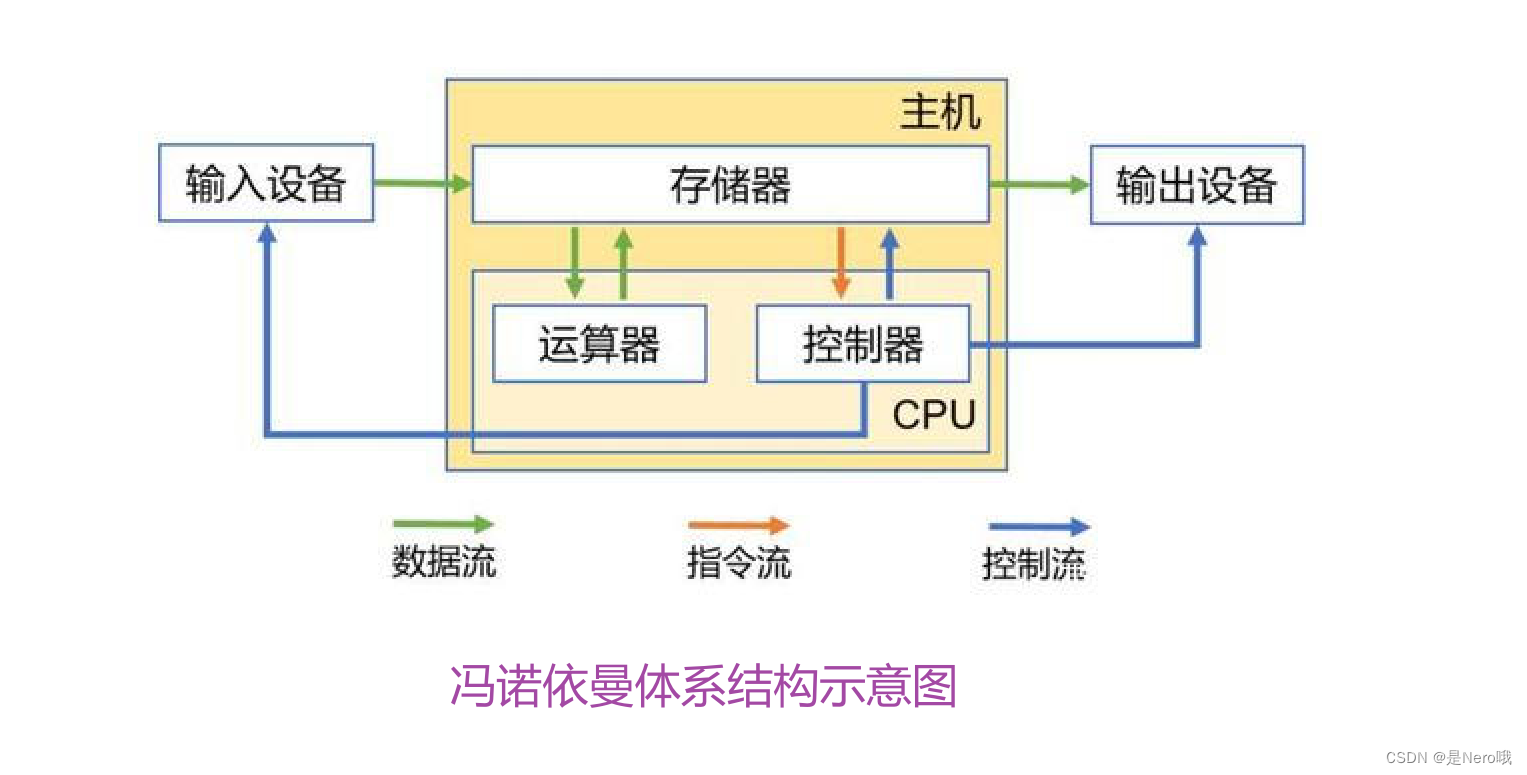 主机
输入设备
存储器
输出设备
运算器
控制器
CPU
数据流
指令流
控制流
冯诺依曼体系结构示意图
CSDN @是Nero哦